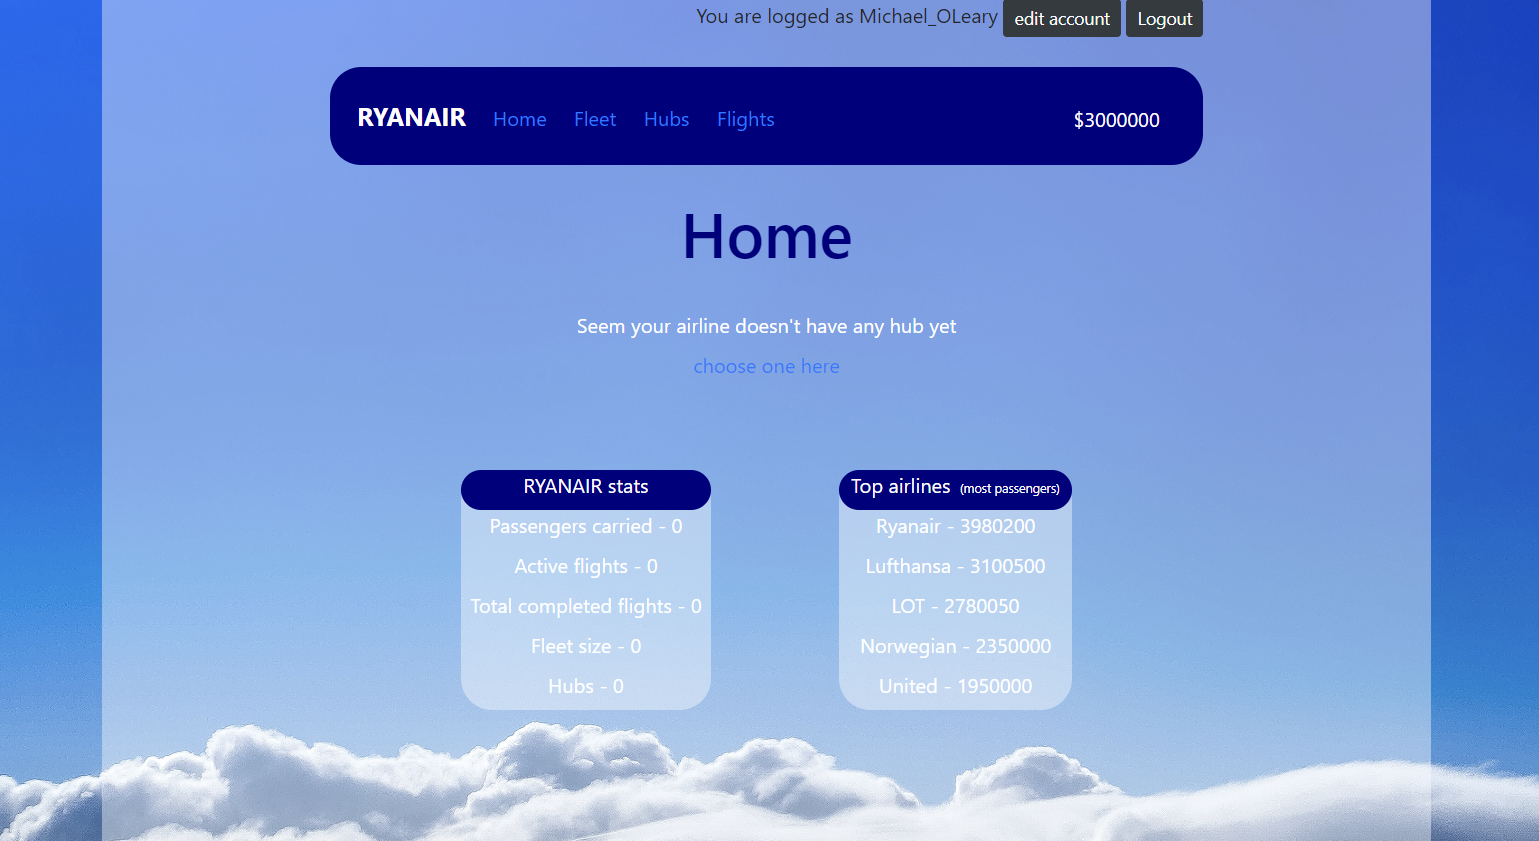 You are logged as Michael_OLeary edit account Logout
RYANAIR Home Fleet Hubs Flights $3000000
Home
Seem your airline doesn't have any hub yet
choose one here
RYANAIR stats
Passengers carried - 0
Active flights - 0
Total completed flights - 0
Fleet size - 0
Hubs - 0
Top airlines (most passengers)
Ryanair - 3980200
Lufthansa - 3100500
LOT - 2780050
Norwegian - 2350000
United - 1950000